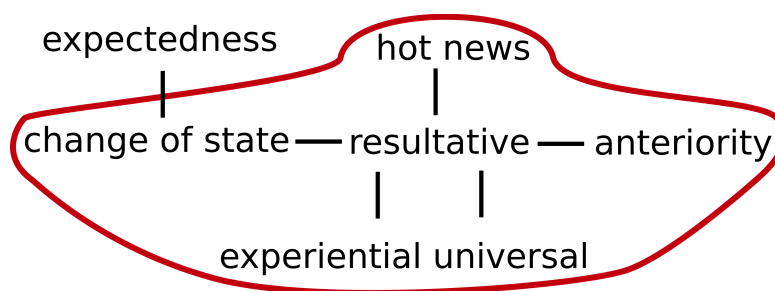 expectedness
hot news
change of state resultative anteriority
experiential universal